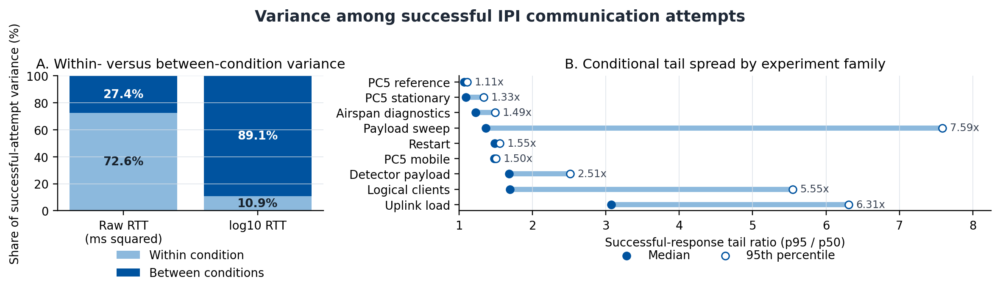 Variance among successful IPI communication attempts
A. Within- versus between-condition variance
Share of successful-attempt variance (%)
100
80
60
40
20
0
27.4%
72.6%
89.1%
10.9%
Raw RTT
(ms squared)
log10 RTT
Within condition
Between conditions
B. Conditional tail spread by experiment family
PC5 reference 1.11x
PC5 stationary 1.33x
Airspan diagnostics 1.49x
Payload sweep 7.59x
Restart 1.55x
PC5 mobile 1.50x
Detector payload 2.51x
Logical clients 5.55x
Uplink load 6.31x
1 2 3 4 5 6 7 8
Successful-response tail ratio (p95 / p50)
Median 95th percentile